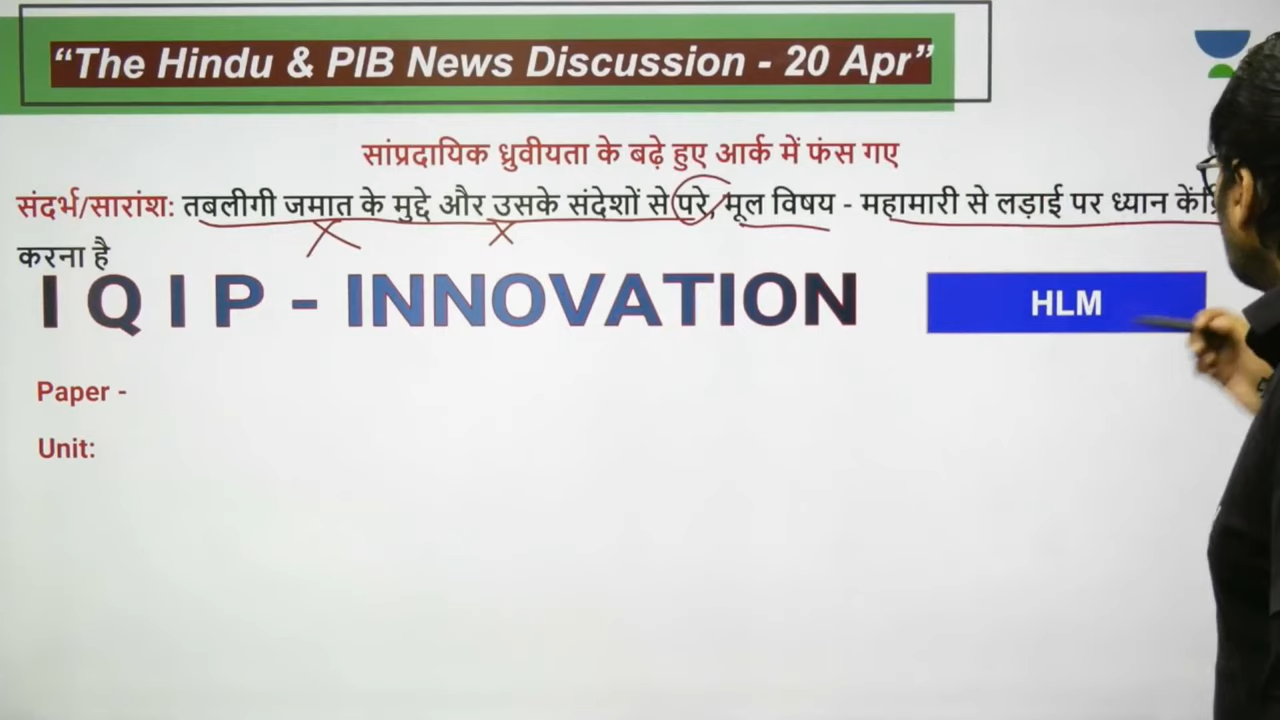 “The Hindu & PIB News Discussion - 20 Apr”
सांप्रदायिक ध्रुवीयता के बढ़े हुए आर्क में फंस गए
संदर्भ/सारांश: तबलीगी जमात के मुद्दे और उसके संदेशों से परे, मूल विषय - महामारी से लड़ाई पर ध्यान
करना है
I Q I P - INNOVATION
HLM
Paper -
Unit: